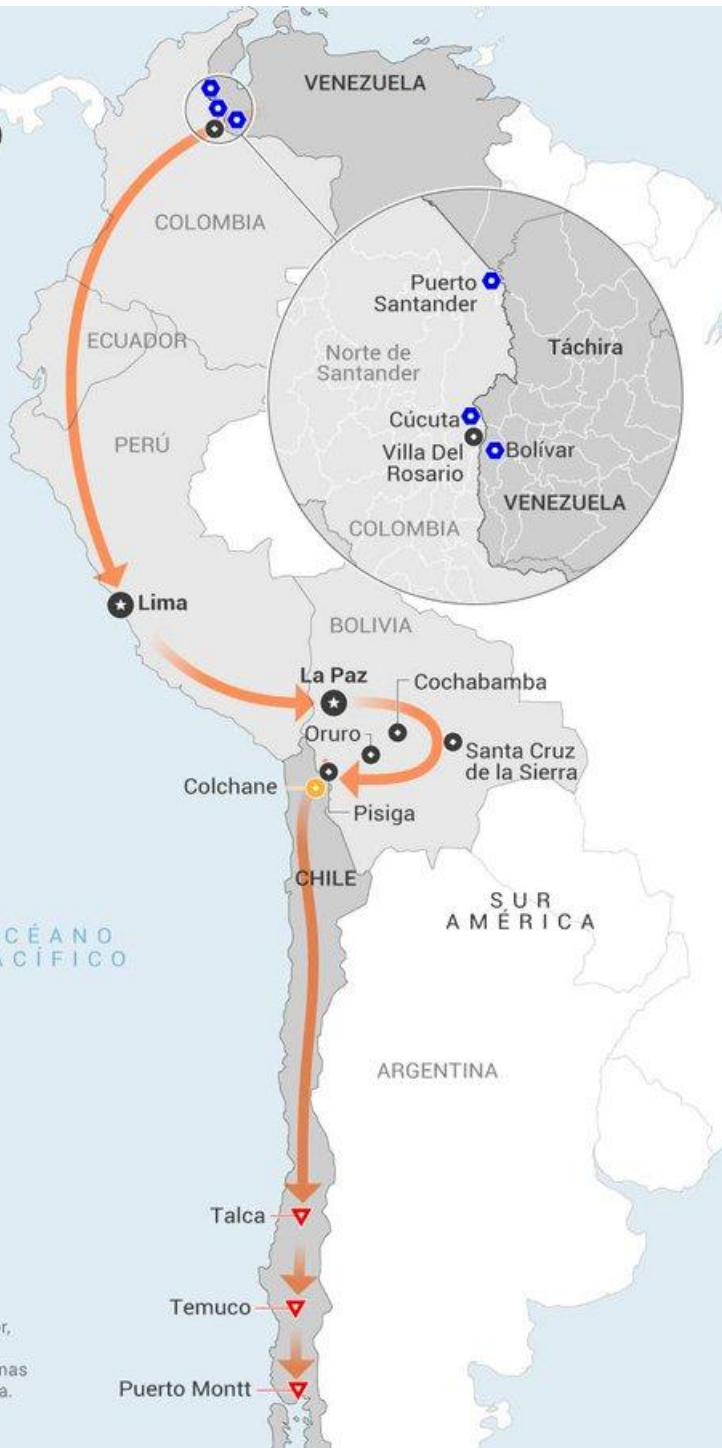 VENEZUELA
COLOMBIA
Puerto
Santander
Táchira
ECUADOR
Norte de
Santander
Cúcuta
PERÚ
Villa Del
Rosario
Bolívar
VENEZUELA
COLOMBIA
Lima
BOLIVIA
La Paz
Cochabamba
Oruro
Santa Cruz
de la Sierra
Colchane
Pisiga
CHILE
SUR
AMÉRICA
CÉANO
ACÍFICO
ARGENTINA
Talca
Temuco
r,
mas
a.
Puerto Montt